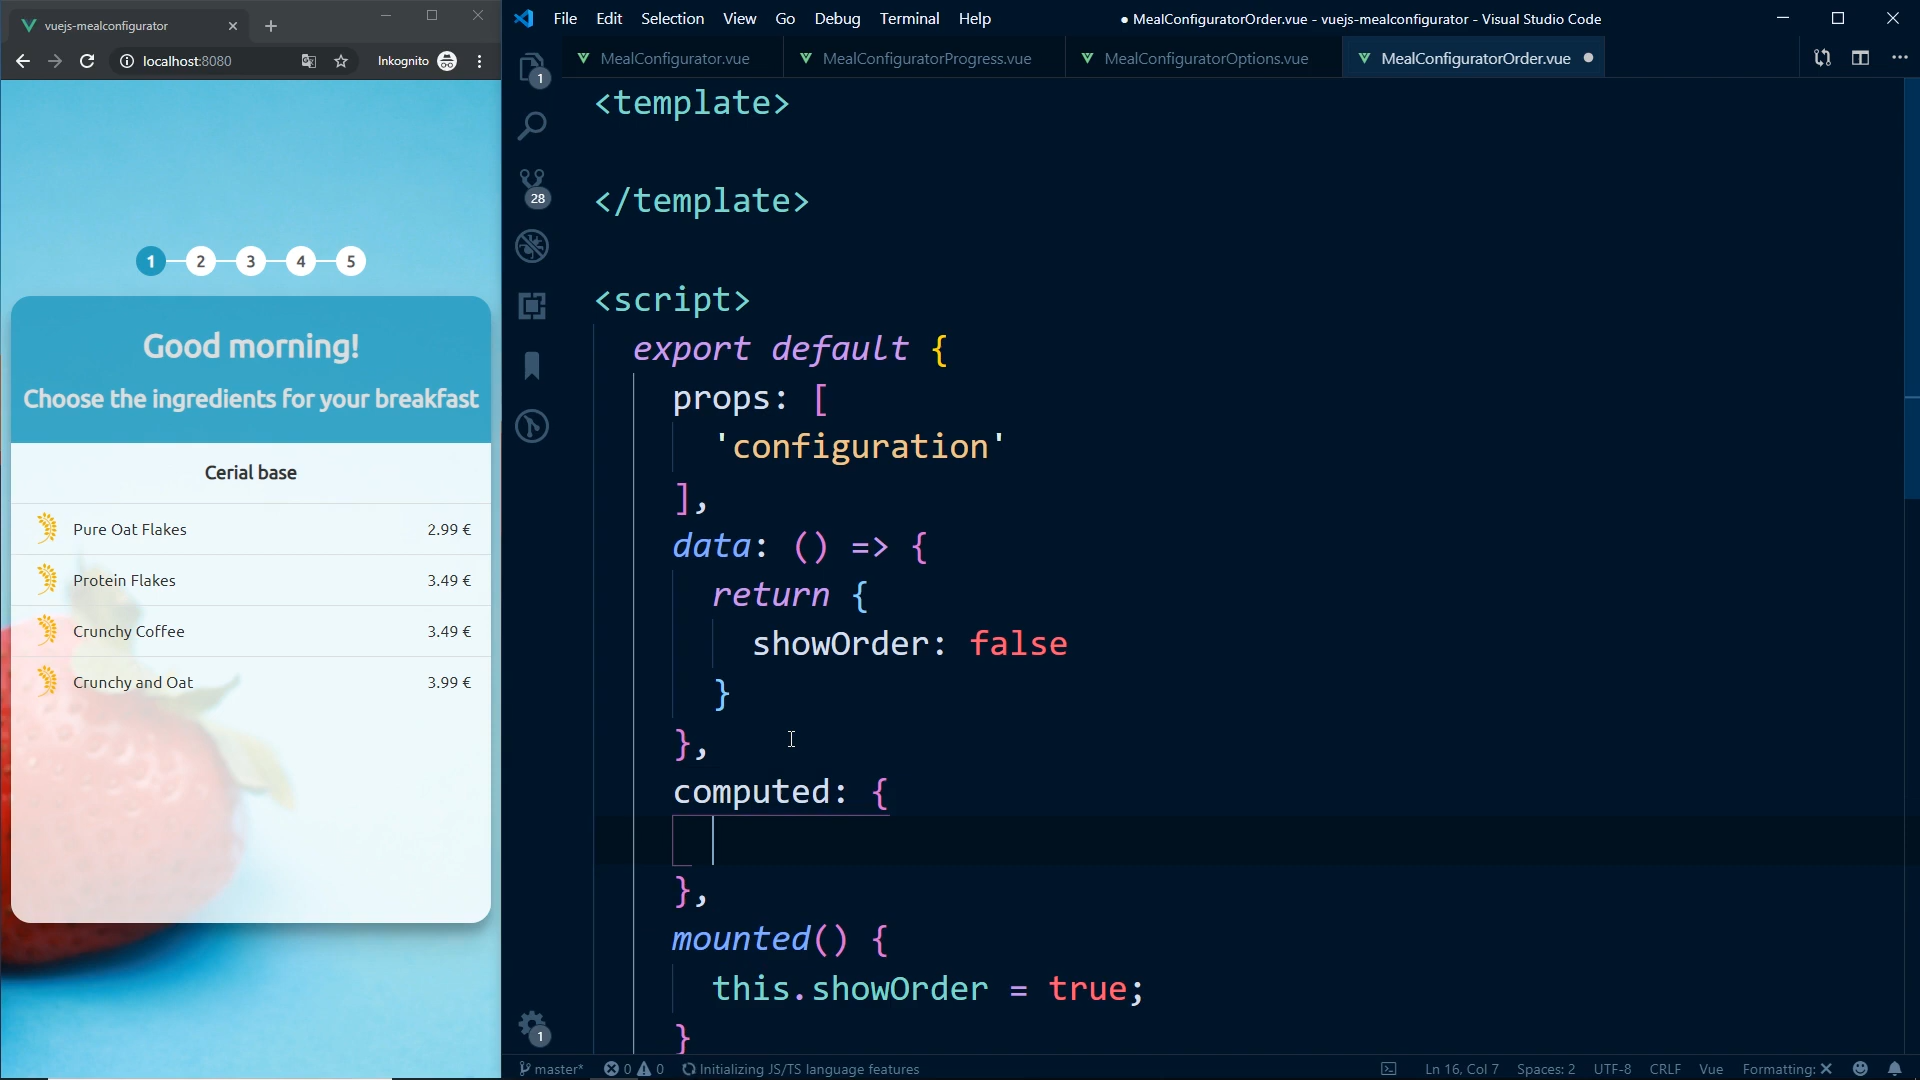 vuejs-mealconfigurator
localhost:8080
Inkognito
1
2
3
4
5
Good morning!
Choose the ingredients for your breakfast
Cerial base
Pure Oat Flakes 2.99 €
Protein Flakes 3.49 €
Crunchy Coffee 3.49 €
Crunchy and Oat 3.99 €
File Edit Selection View Go Debug Terminal Help
● MealConfiguratorOrder.vue - vuejs-mealconfigurator - Visual Studio Code
MealConfigurator.vue
MealConfiguratorProgress.vue
MealConfiguratorOptions.vue
MealConfiguratorOrder.vue
1
28
1
<template>
</template>
<script>
export default {
props: [
'configuration'
],
data: () => {
return {
showOrder: false
}
},
computed: {
},
mounted() {
this.showOrder = true;
}
master* 0 0 Initializing JS/TS language features
Ln 16, Col 7 Spaces: 2 UTF-8 CRLF Vue Formatting: ✕